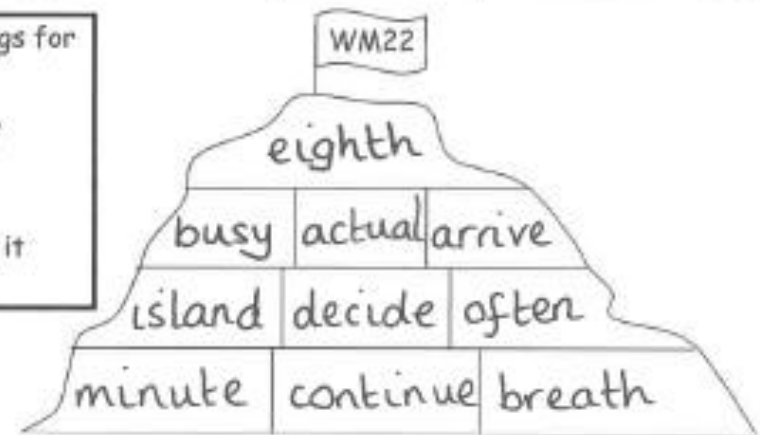 gs for
WM22
eighth
busy actual arrive
it
island decide often
minute continue breath